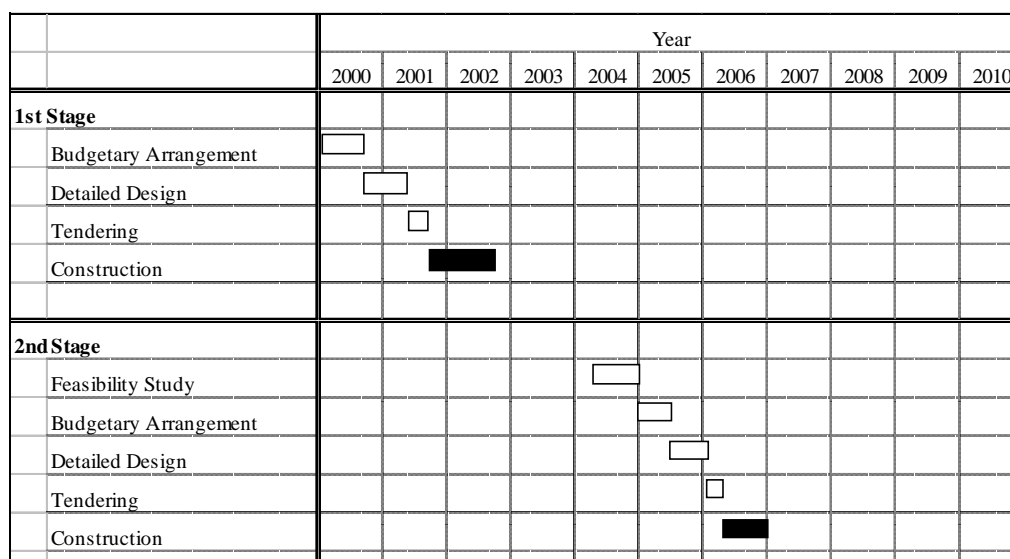 Year
2000 2001 2002 2003 2004 2005 2006 2007 2008 2009 2010
1st Stage
Budgetary Arrangement
Detailed Design
Tendering
Construction
2nd Stage
Feasibility Study
Budgetary Arrangement
Detailed Design
Tendering
Construction